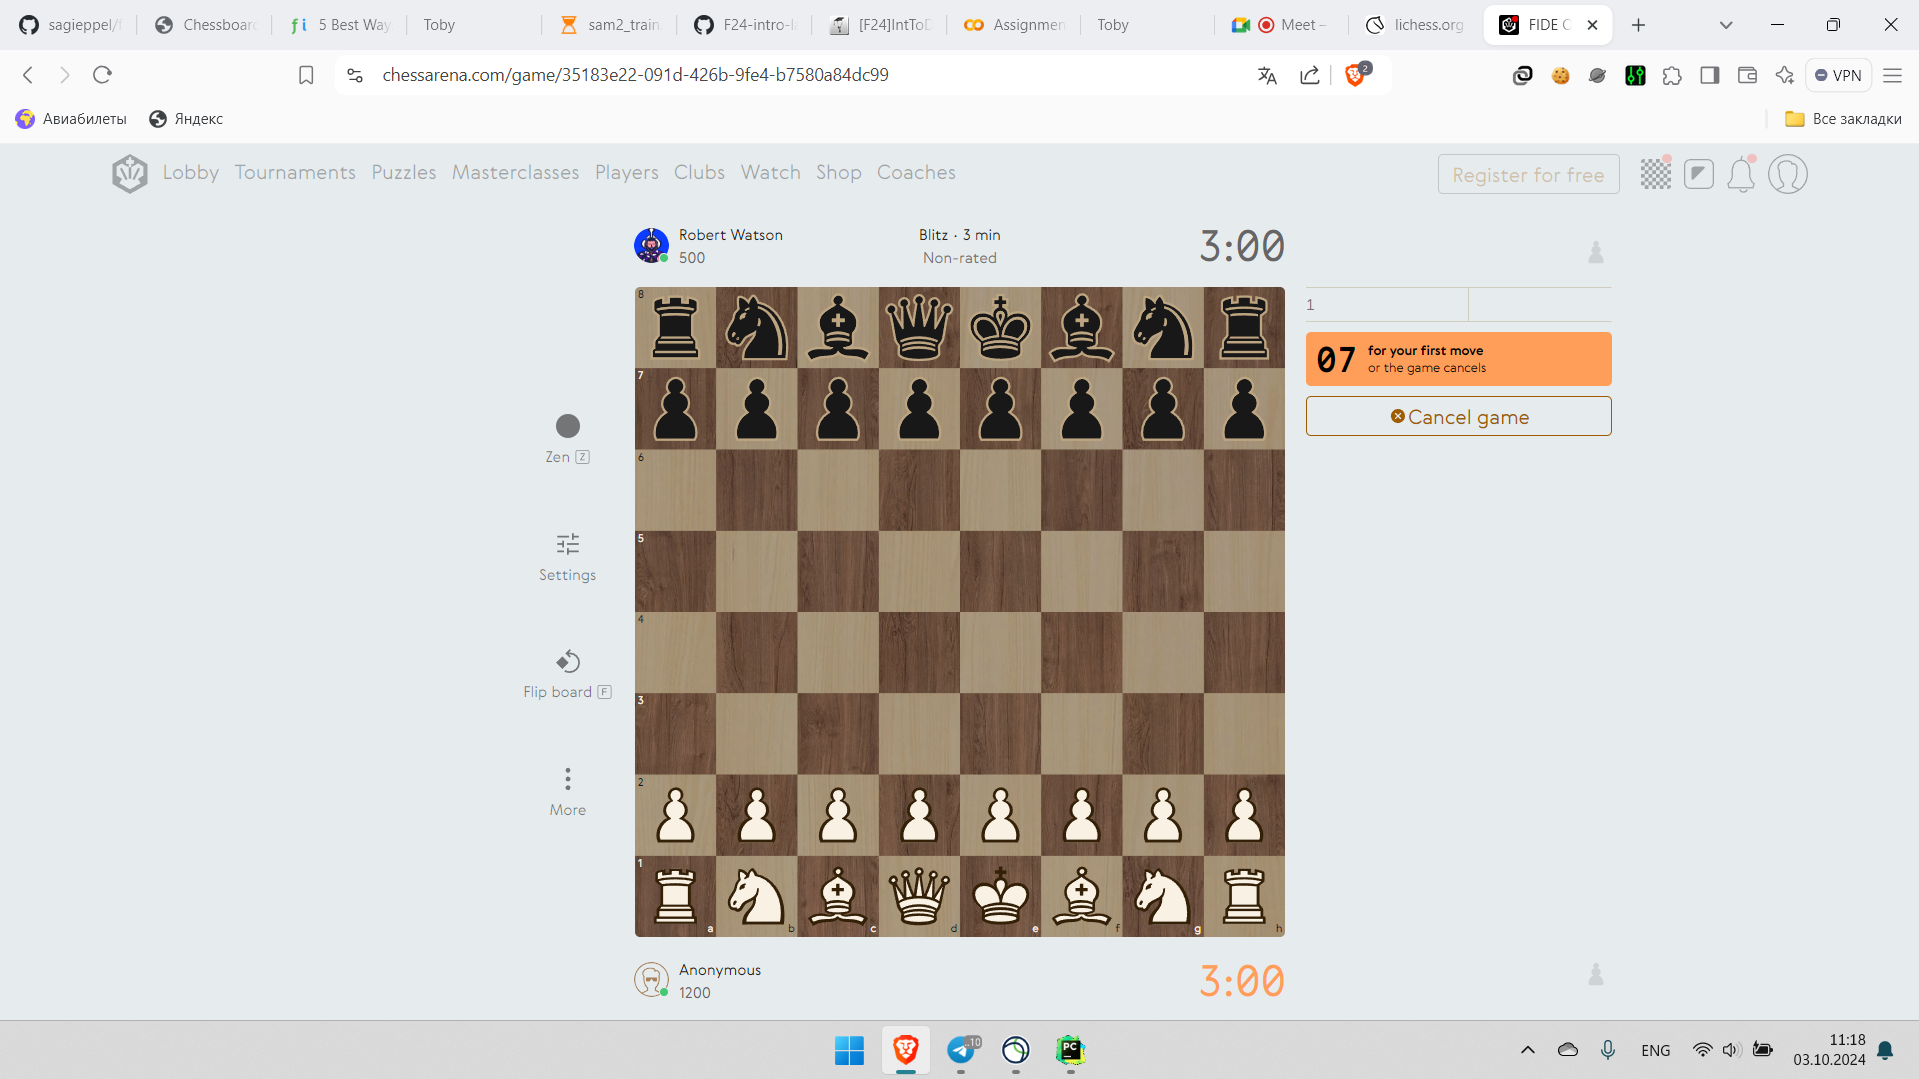 sagieppel/f
Chessboard
5 Best Way
Toby
sam2_train
F24-intro-la
[F24]IntToD
Assignmen
Toby
Meet –
lichess.org
FIDE C
chessarena.com/game/35183e22-091d-426b-9fe4-b7580a84dc99
2
VPN
Авиабилеты
Яндекс
Все закладки
Lobby
Tournaments
Puzzles
Masterclasses
Players
Clubs
Watch
Shop
Coaches
Register for free
Robert Watson
500
Blitz · 3 min
Non-rated
3:00
1
07
for your first move
or the game cancels
Cancel game
Zen Z
Settings
Flip board F
More
8
7
6
5
4
3
2
1
a b c d e f g h
Anonymous
1200
3:00
10
PC
ENG
11:18
03.10.2024